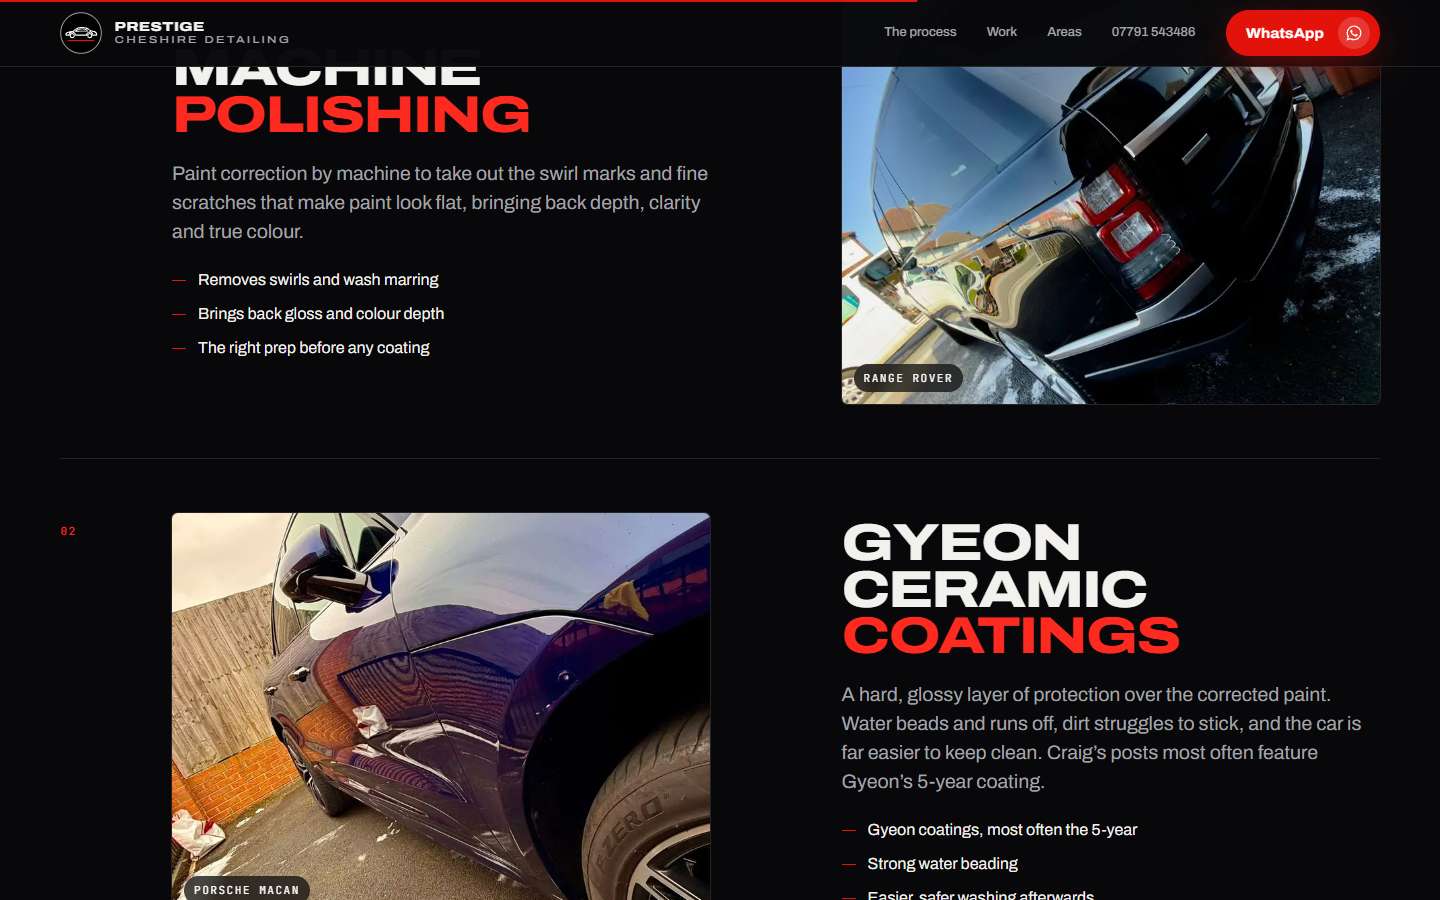 PRESTIGE
CHESHIRE DETAILING
The process
Work
Areas
07791 543486
WhatsApp
MACHINE
POLISHING
Paint correction by machine to take out the swirl marks and fine
scratches that make paint look flat, bringing back depth, clarity
and true colour.
— Removes swirls and wash marring
— Brings back gloss and colour depth
— The right prep before any coating
RANGE ROVER
02
PORSCHE MACAN
GYEON
CERAMIC
COATINGS
A hard, glossy layer of protection over the corrected paint.
Water beads and runs off, dirt struggles to stick, and the car is
far easier to keep clean. Craig’s posts most often feature
Gyeon’s 5-year coating.
— Gyeon coatings, most often the 5-year
— Strong water beading
— Easier, safer washing afterwards